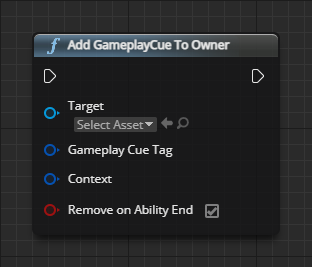 f Add GameplayCue To Owner
Target
Select Asset
Gameplay Cue Tag
Context
Remove on Ability End